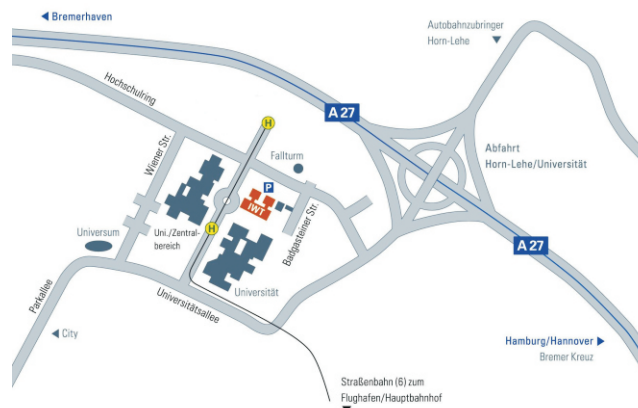 Bremerhaven
Autobahnzubringer
Horn-Lehe
Hochschulring
H
A 27
Abfahrt
Horn-Lehe/Universität
Wiener Str.
Fallturm
P
IWT
Universum
Uni./Zentral-
bereich
H
Badgasteiner Str.
A 27
Universität
Parkallee
Universitätsallee
City
Hamburg/Hannover
Bremer Kreuz
Straßenbahn (6) zum
Flughafen/Hauptbahnhof